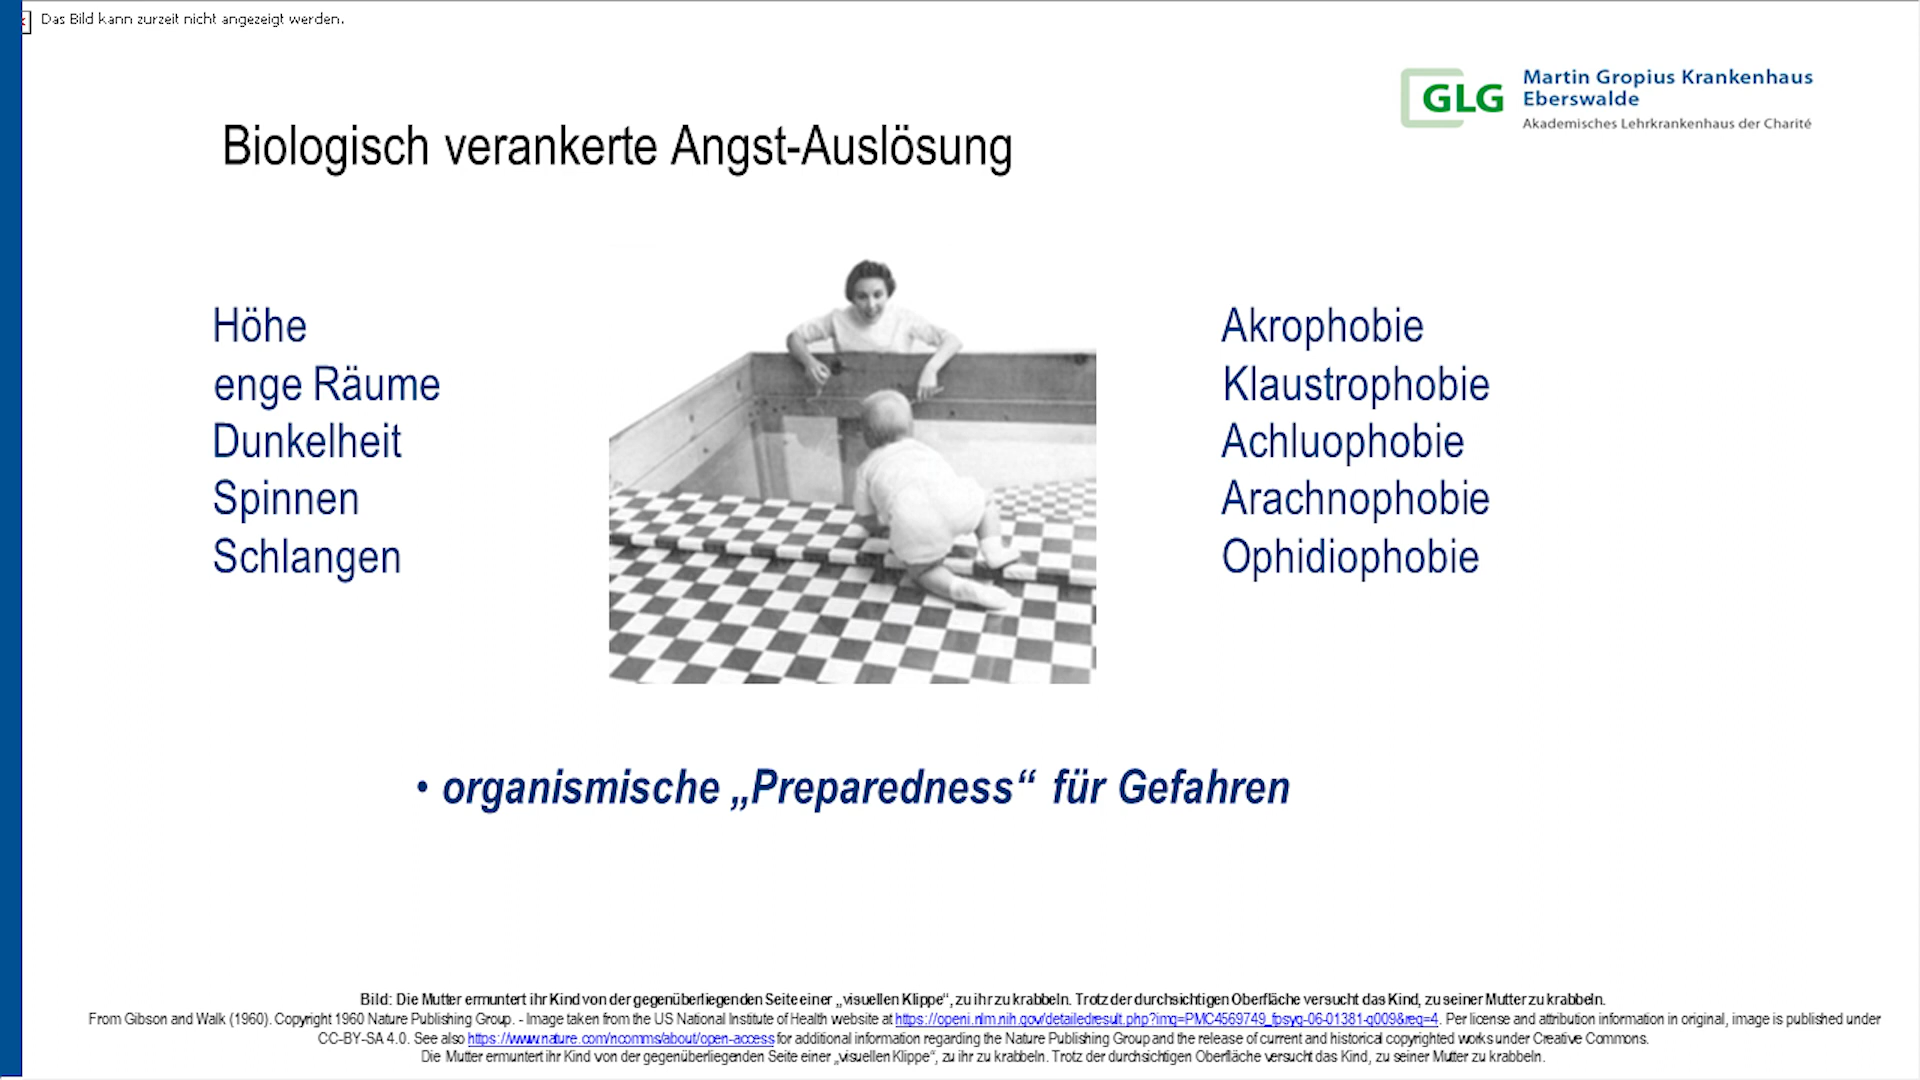 Das Bild kann zurzeit nicht angezeigt werden.
GLG
Martin Gropius Krankenhaus
Eberswalde
Akademisches Lehrkrankenhaus der Charité
Biologisch verankerte Angst-Auslösung
Höhe
enge Räume
Dunkelheit
Spinnen
Schlangen
Akrophobie
Klaustrophobie
Achluophobie
Arachnophobie
Ophidiophobie
• organismische „Preparedness“ für Gefahren
Bild: Die Mutter ermuntert ihr Kind von der gegenüberliegenden Seite einer „visuellen Klippe“, zu ihr zu krabbeln. Trotz der durchsichtigen Oberfläche versucht das Kind, zu seiner Mutter zu krabbeln.
From Gibson and Walk (1960). Copyright 1960 Nature Publishing Group. - Image taken from the US National Institute of Health website at https://openi.nlm.nih.gov/detailedresult.php?img=PMC4569749_fpsyg-06-01381-g009&req=4. Per license and attribution information in original, image is published under
CC-BY-SA 4.0. See also https://www.nature.com/ncomms/about/open-access for additional information regarding the Nature Publishing Group and the release of current and historical copyrighted works under Creative Commons.
Die Mutter ermuntert ihr Kind von der gegenüberliegenden Seite einer „visuellen Klippe“, zu ihr zu krabbeln. Trotz der durchsichtigen Oberfläche versucht das Kind, zu seiner Mutter zu krabbeln.